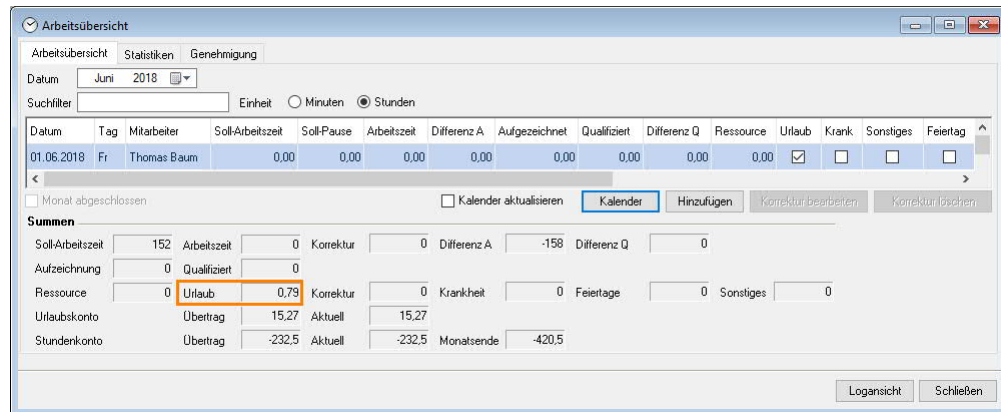 Arbeitsübersicht
Arbeitsübersicht Statistiken Genehmigung
Datum Juni 2018
Suchfilter Einheit Minuten Stunden
Datum Tag Mitarbeiter Soll-Arbeitszeit Soll-Pause Arbeitszeit Differenz A Aufgezeichnet Qualifiziert Differenz Q Ressource Urlaub Krank Sonstiges Feiertag
01.06.2018 Fr Thomas Baum 0,00 0,00 0,00 0,00 0,00 0,00 0,00 0,00
Monat abgeschlossen Kalender aktualisieren Kalender Hinzufügen Korrektur bearbeiten Korrektur löschen
Summen
Soll-Arbeitszeit 152 Arbeitszeit 0 Korrektur 0 Differenz A -158 Differenz Q 0
Aufzeichnung 0 Qualifiziert 0
Ressource 0 Urlaub 0,79 Korrektur 0 Krankheit 0 Feiertage 0 Sonstiges 0
Urlaubskonto Übertrag 15,27 Aktuell 15,27
Stundenkonto Übertrag -232,5 Aktuell -232,5 Monatsende -420,5
Logansicht Schließen